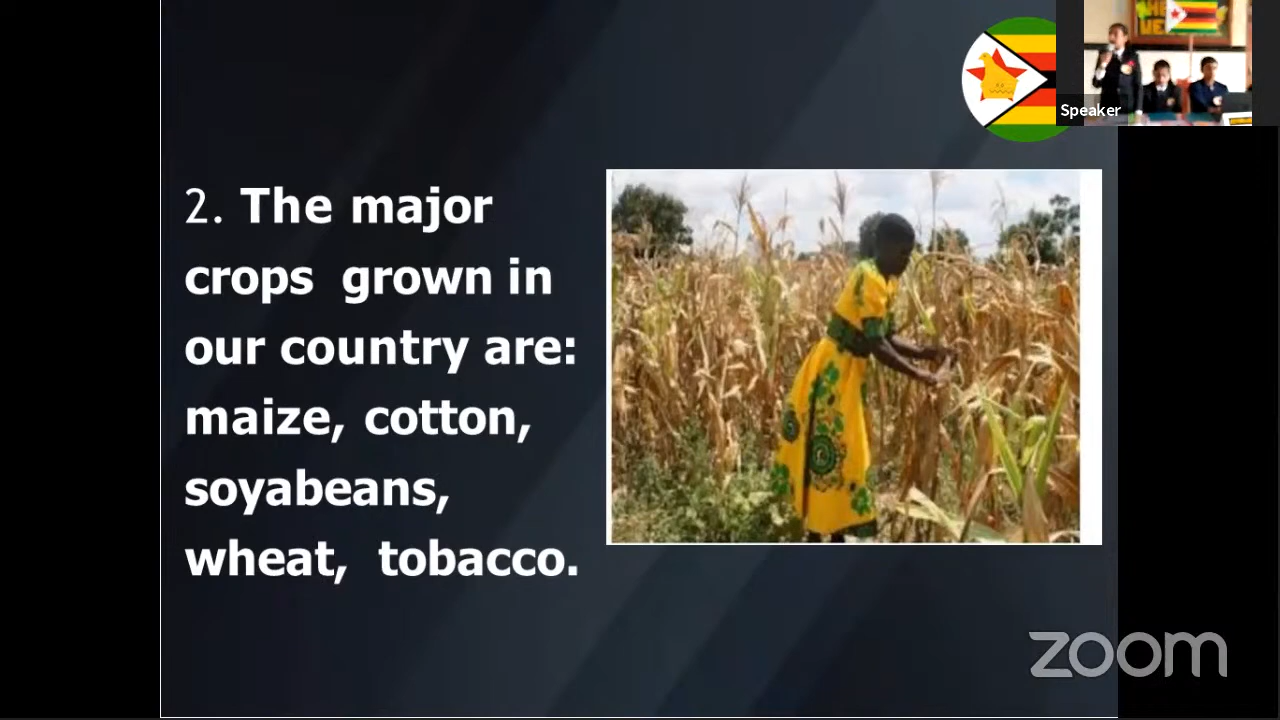 2. The major
crops grown in
our country are:
maize, cotton,
soyabeans,
wheat, tobacco.
Speaker
zoom